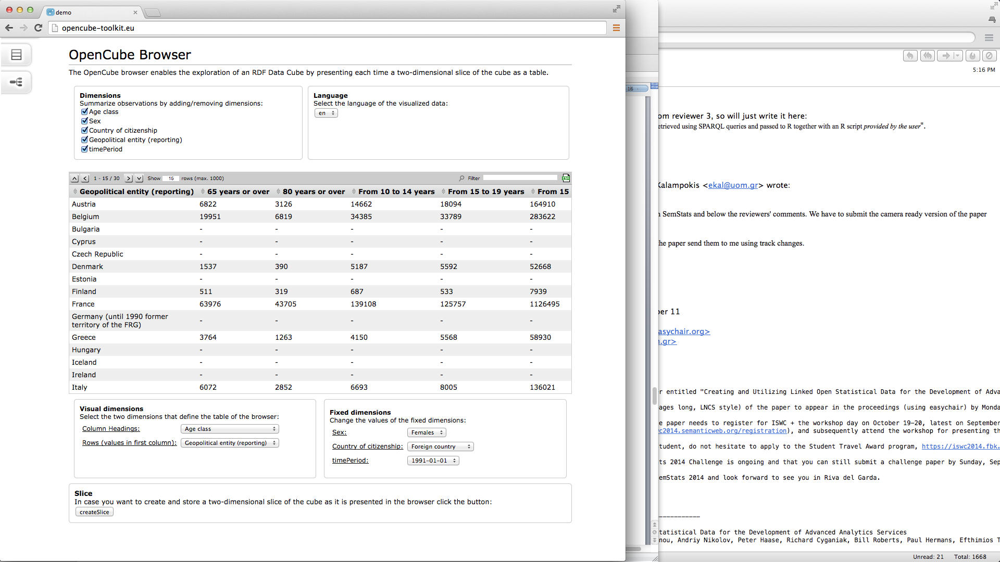 demo
opencube-toolkit.eu
OpenCube Browser
The OpenCube browser enables the exploration of an RDF Data Cube by presenting each time a two-dimensional slice of the cube as a table.
Dimensions
Summarize observations by adding/removing dimensions:
Age class
Sex
Country of citizenship
Geopolitical entity (reporting)
timePeriod
Language
Select the language of the visualized data:
en
1 - 15 / 30 Show 15 rows (max. 1000) Filter CSV
Geopolitical entity (reporting) 65 years or over 80 years or over From 10 to 14 years From 15 to 19 years From 15
Austria 6822 3126 14662 18094 164910
Belgium 19951 6819 34385 33789 283622
Bulgaria - - - - -
Cyprus - - - - -
Czech Republic - - - - -
Denmark 1537 390 5187 5592 52668
Estonia - - - - -
Finland 511 319 687 533 7939
France 63976 43705 139108 125757 1126495
Germany (until 1990 former
territory of the FRG) - - - - -
Greece 3764 1263 4150 5568 58930
Hungary - - - - -
Iceland - - - - -
Ireland - - - - -
Italy 6072 2852 6693 8005 136021
Visual dimensions
Select the two dimensions that define the table of the browser:
Column Headings: Age class
Rows (values in first column): Geopolitical entity (reporting)
Fixed dimensions
Change the values of the fixed dimensions:
Sex: Females
Country of citizenship: Foreign country
timePeriod: 1991-01-01
Slice
In case you want to create and store a two-dimensional slice of the cube as it is presented in the browser click the button:
createSlice
16
5:16 PM
om reviewer 3, so will just write it here:
etrieved using SPARQL queries and passed to R together with an R script provided by the user".
Kalampokis <ekal@uom.gr> wrote:
n SemStats and below the reviewers' comments. We have to submit the camera ready version of the paper
he paper send them to me using track changes.
ber 11
asychair.org>
n.gr>
r entitled "Creating and Utilizing Linked Open Statistical Data for the Development of Adva
ages long, LNCS style) of the paper to appear in the proceedings (using easychair) by Monda
e paper needs to register for ISWC + the workshop day on October 19–20, latest on September
vc2014.semanticweb.org/registration), and subsequently attend the workshop for presenting th
tudent, do not hesitate to apply to the Student Travel Award program, https://iswc2014.fbk.
ts 2014 Challenge is ongoing and that you can still submit a challenge paper by Sunday, Sep
emStats 2014 and look forward to see you in Riva del Garda.
-----------
tatistical Data for the Development of Advanced Analytics Services
nou, Andriy Nikolov, Peter Haase, Richard Cyganiak, Bill Roberts, Paul Hermans, Efthimios T
Unread: 21 Total: 1668